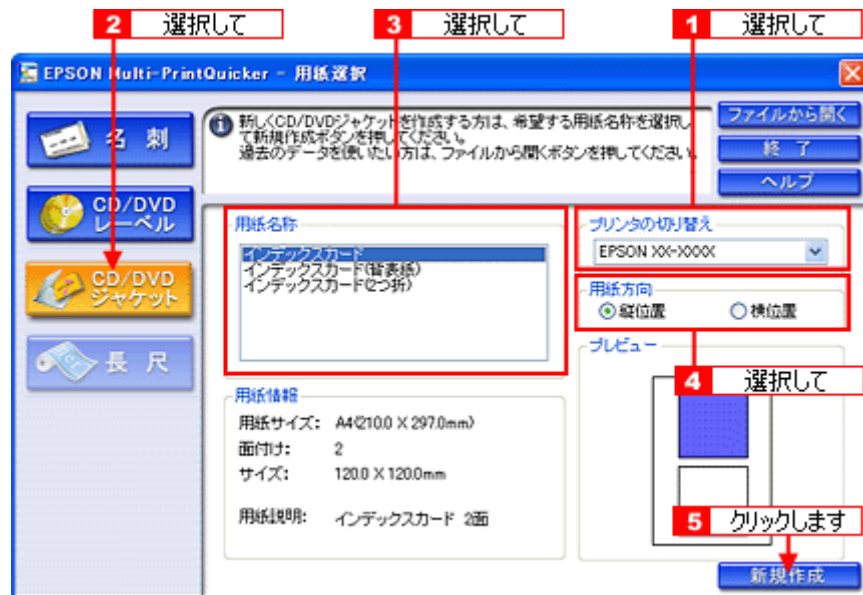 2 選択して
3 選択して
1 選択して
EPSON Multi-PrintQuicker - 用紙選択
名 刺
新しくCD/DVDジャケットを作成する方は、希望する用紙名称を選択し
て新規作成ボタンを押してください。
過去のデータを使いたい方は、ファイルから開くボタンを押してください。
ファイルから開く
終 了
ヘルプ
CD/DVD
レーベル
CD/DVD
ジャケット
長 尺
用紙名称
インデックスカード
インデックスカード(背表紙)
インデックスカード(2つ折)
プリンタの切り替え
EPSON XX-XXXX
用紙方向
縦位置
横位置
4 選択して
プレビュー
用紙情報
用紙サイズ: A4(210.0 X 297.0mm)
面付け: 2
サイズ: 120.0 X 120.0mm
用紙説明: インデックスカード 2面
5 クリックします
新規作成